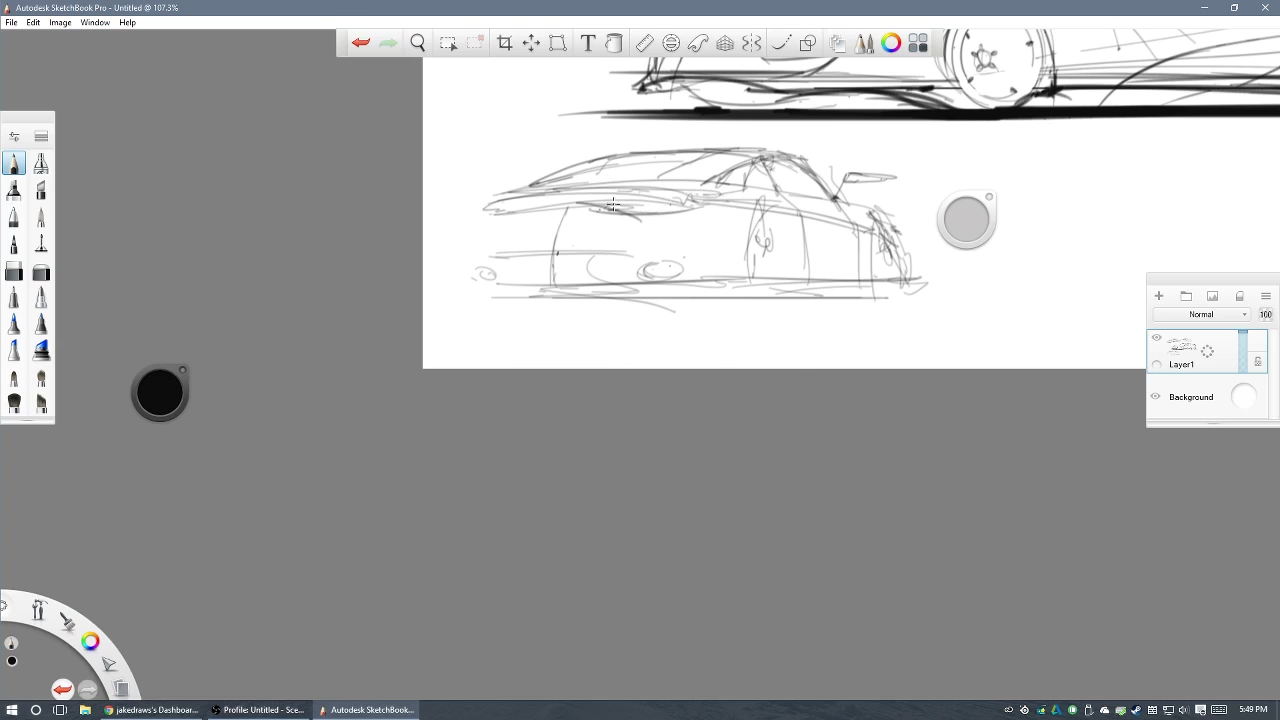 Autodesk SketchBook Pro - Untitled @ 107.3%
File Edit Image Window Help
T
Normal
100
Layer1
Background
jakedraws's Dashboar...
Profile: Untitled - Sce...
Autodesk SketchBook...
5:49 PM